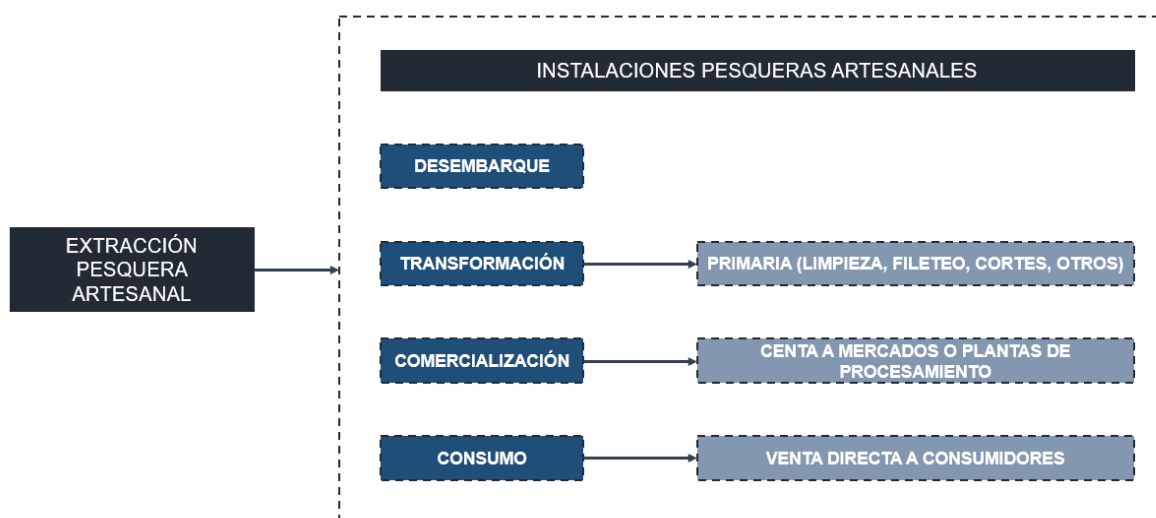 INSTALACIONES PESQUERAS ARTESANALES
DESEMBARQUE
EXTRACCIÓN
PESQUERA
ARTESANAL
TRANSFORMACIÓN
PRIMARIA (LIMPIEZA, FILETEO, CORTES, OTROS)
COMERCIALIZACIÓN
CENTA A MERCADOS O PLANTAS DE
PROCESAMIENTO
CONSUMO
VENTA DIRECTA A CONSUMIDORES